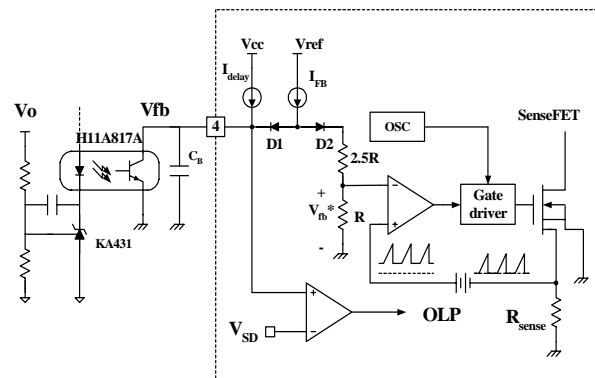 Vcc
Vref
I_delay
I_FB
Vo
H11A817A
Vfb
4
C_B
D1
D2
2.5R
OSC
SenseFET
+
V_fb*
-
R
−
+
Gate
driver
KA431
V_SD
+
−
OLP
R_sense